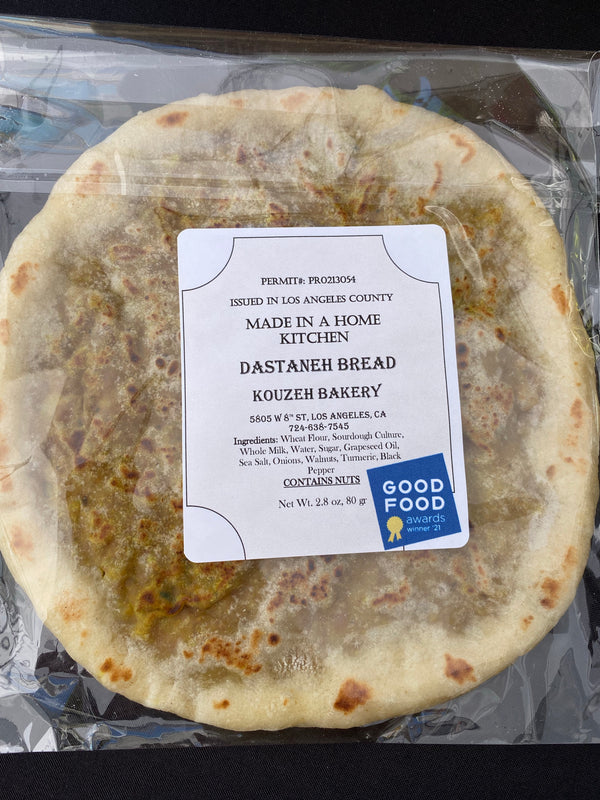 PERMIT#: PR0213054
ISSUED IN LOS ANGELES COUNTY
MADE IN A HOME
KITCHEN
DASTANEH BREAD
KOUZEH BAKERY
5805 W 8TH ST, LOS ANGELES, CA
724-638-7545
Ingredients: Wheat Flour, Sourdough Culture,
Whole Milk, Water, Sugar, Grapeseed Oil,
Sea Salt, Onions, Walnuts, Turmeric, Black
Pepper
CONTAINS NUTS
Net Wt. 2.8 oz, 80 gr
GOOD
FOOD
awards
winner '21